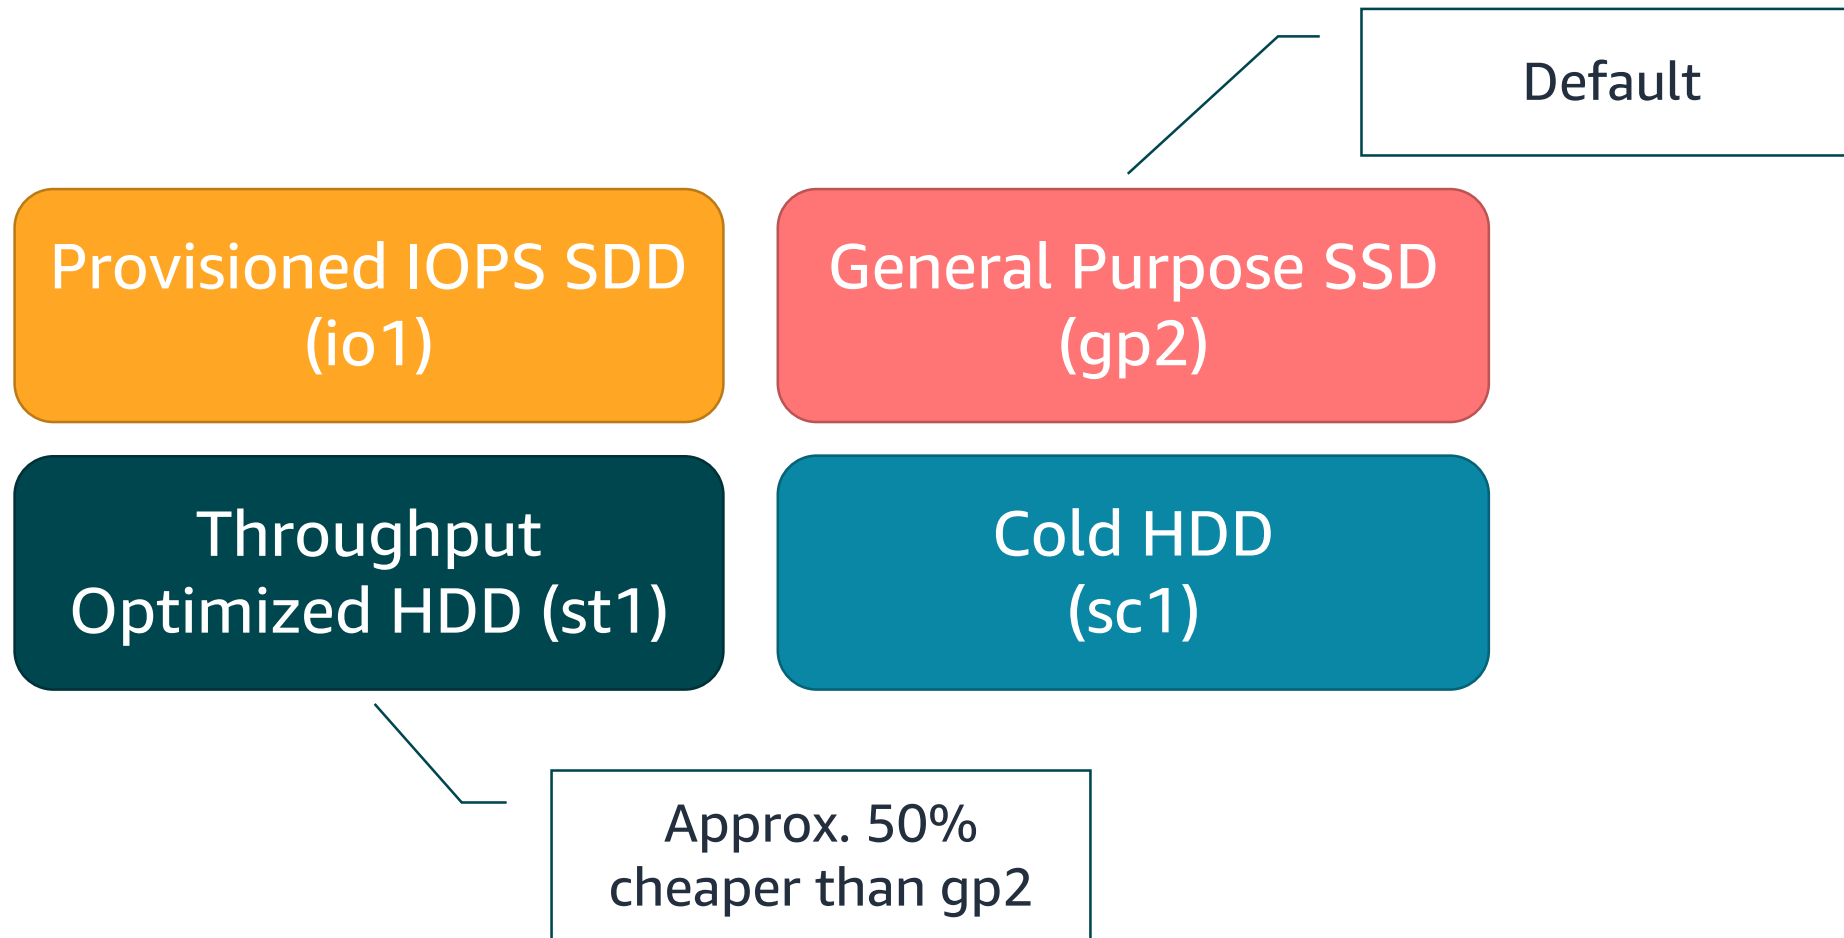 Default
Provisioned IOPS SDD
(io1)
General Purpose SSD
(gp2)
Throughput
Optimized HDD (st1)
Cold HDD
(sc1)
Approx. 50%
cheaper than gp2